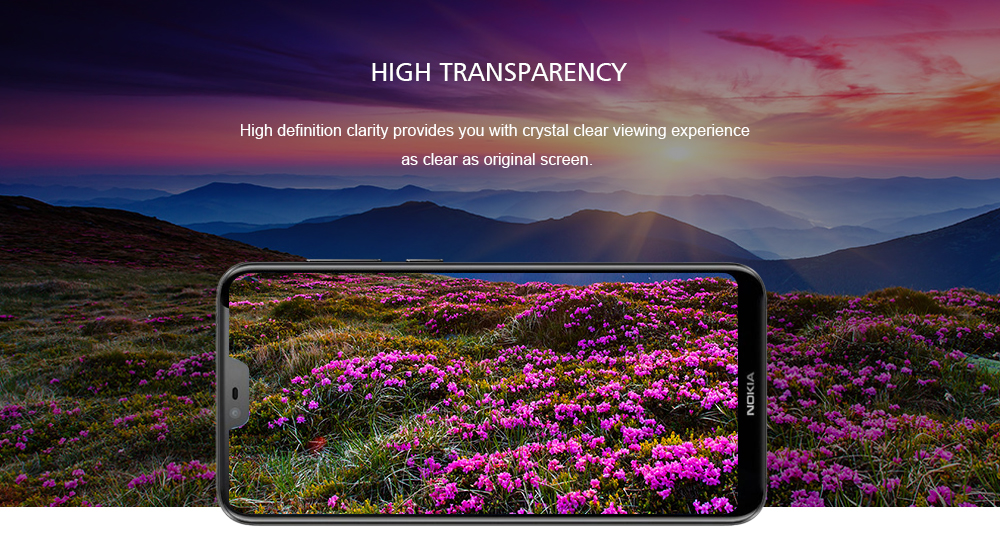 HIGH TRANSPARENCY
High definition clarity provides you with crystal clear viewing experience
as clear as original screen.
NOKIA